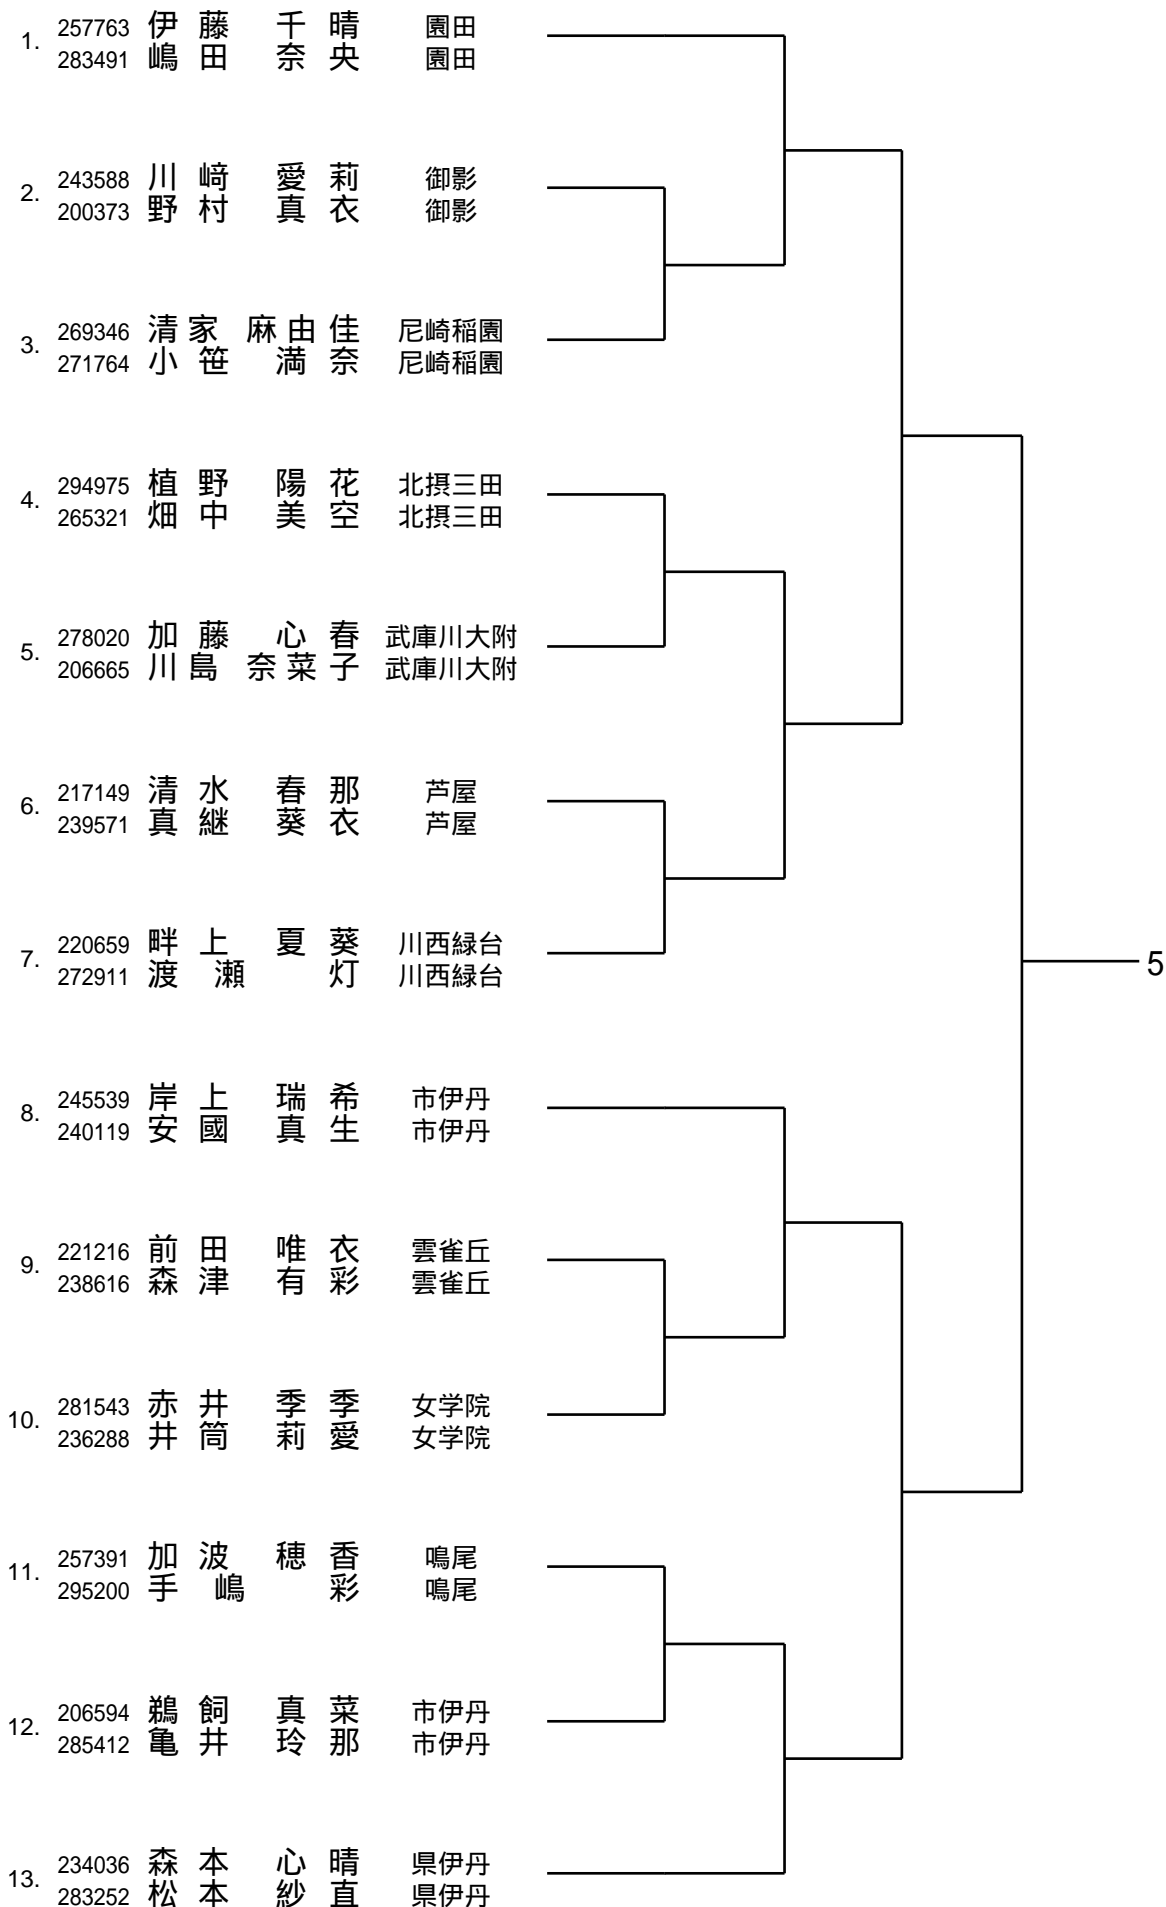 1. 257763 伊藤 千晴 園田
283491 嶋田 奈央 園田
2. 243588 川﨑 愛莉 御影
200373 野村 真衣 御影
3. 269346 清家 麻由佳 尼崎稲園
271764 小笹 満奈 尼崎稲園
4. 294975 植野 陽花 北摂三田
265321 畑中 美空 北摂三田
5. 278020 加藤 心春 武庫川大附
206665 川島 奈菜子 武庫川大附
6. 217149 清水 春那 芦屋
239571 真継 葵衣 芦屋
7. 220659 畔上 夏葵 川西緑台
272911 渡瀬 灯 川西緑台
5
8. 245539 岸上 瑞希 市伊丹
240119 安國 真生 市伊丹
9. 221216 前田 唯衣 雲雀丘
238616 森津 有彩 雲雀丘
10. 281543 赤井 季季 女学院
236288 井筒 莉愛 女学院
11. 257391 加波 穂香 鳴尾
295200 手嶋 彩 鳴尾
12. 206594 鵜飼 真菜 市伊丹
285412 亀井 玲那 市伊丹
13. 234036 森本 心晴 県伊丹
283252 松本 紗直 県伊丹